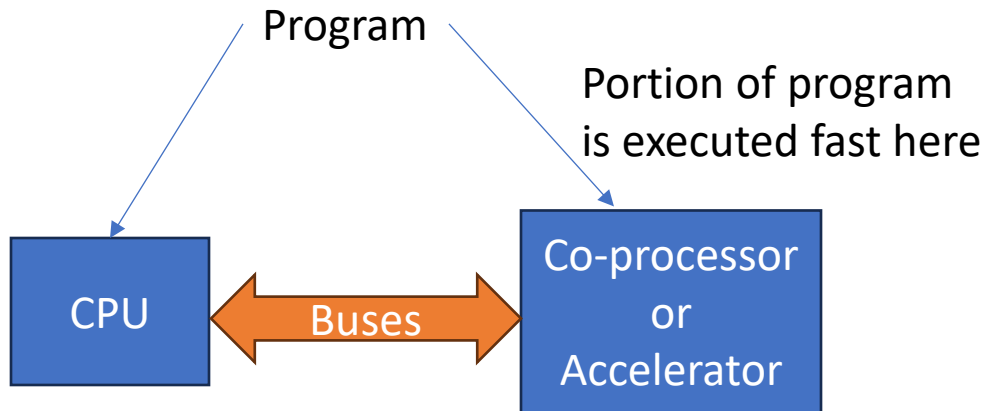 Program
Portion of program
is executed fast here
CPU
Buses
Co-processor
or
Accelerator